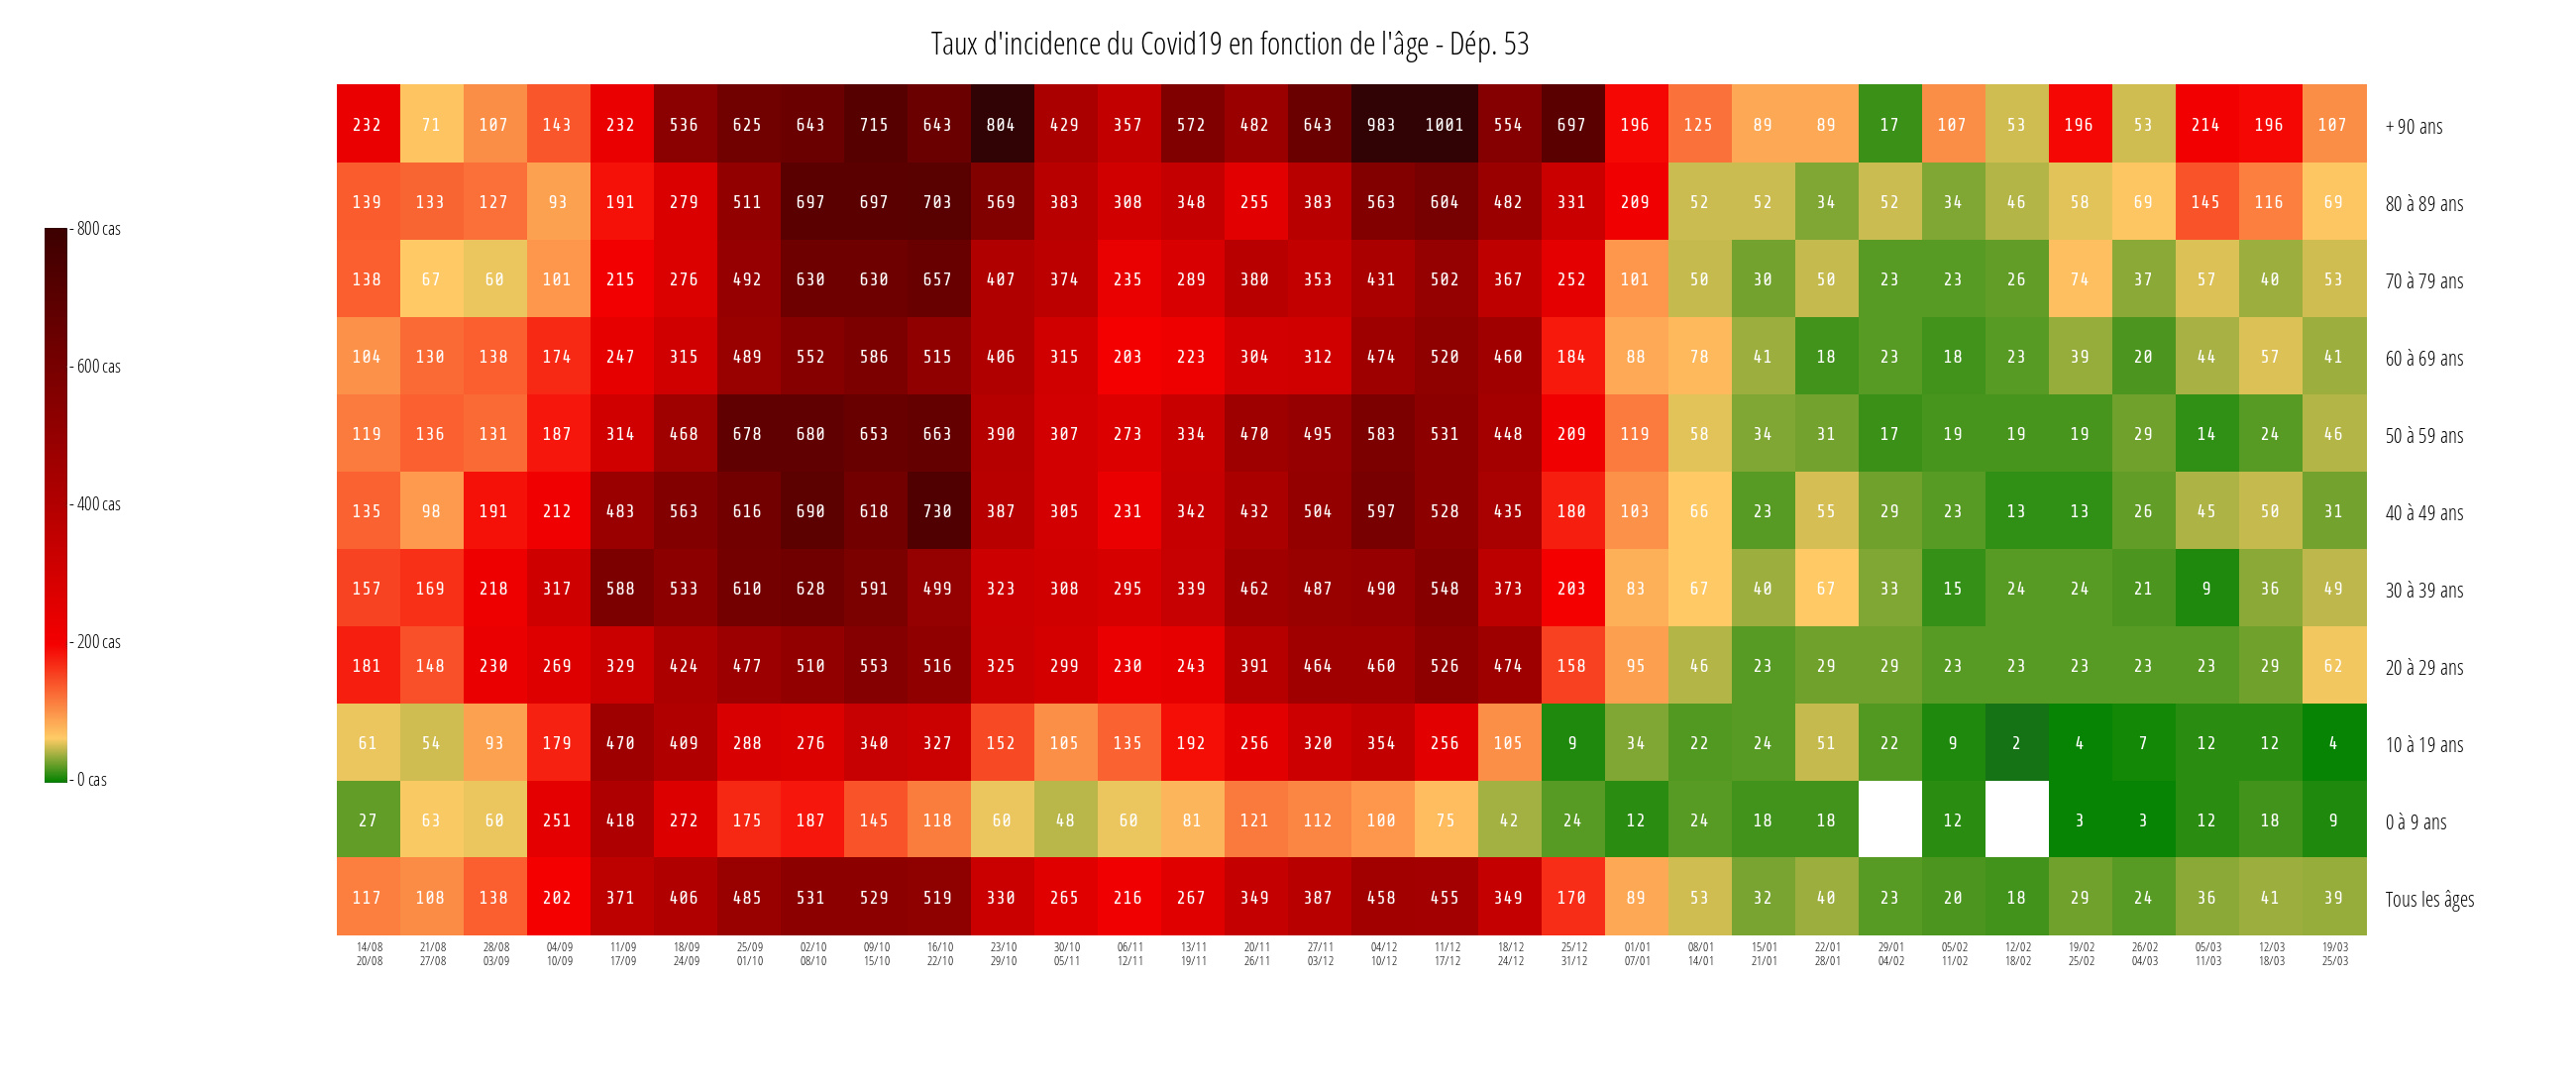 Taux d'incidence du Covid19 en fonction de l'âge - Dép. 53
- 800 cas
- 600 cas
- 400 cas
- 200 cas
- 0 cas
232 71 107 143 232 536 625 643 715 643 804 429 357 572 482 643 983 1001 554 697 196 125 89 89 17 107 53 196 53 214 196 107 + 90 ans
139 133 127 93 191 279 511 697 697 703 569 383 308 348 255 383 563 604 482 331 209 52 52 34 52 34 46 58 69 145 116 69 80 à 89 ans
138 67 60 101 215 276 492 630 630 657 407 374 235 289 380 353 431 502 367 252 101 50 30 50 23 23 26 74 37 57 40 53 70 à 79 ans
104 130 138 174 247 315 489 552 586 515 406 315 203 223 304 312 474 520 460 184 88 78 41 18 23 18 23 39 20 44 57 41 60 à 69 ans
119 136 131 187 314 468 678 680 653 663 390 307 273 334 470 495 583 531 448 209 119 58 34 31 17 19 19 19 29 14 24 46 50 à 59 ans
135 98 191 212 483 563 616 690 618 730 387 305 231 342 432 504 597 528 435 180 103 66 23 55 29 23 13 13 26 45 50 31 40 à 49 ans
157 169 218 317 588 533 610 628 591 499 323 308 295 339 462 487 490 548 373 203 83 67 40 67 33 15 24 24 21 9 36 49 30 à 39 ans
181 148 230 269 329 424 477 510 553 516 325 299 230 243 391 464 460 526 474 158 95 46 23 29 29 23 23 23 23 23 29 62 20 à 29 ans
61 54 93 179 470 409 288 276 340 327 152 105 135 192 256 320 354 256 105 9 34 22 24 51 22 9 2 4 7 12 12 4 10 à 19 ans
27 63 60 251 418 272 175 187 145 118 60 48 60 81 121 112 100 75 42 24 12 24 18 18 12 3 3 12 18 9 0 à 9 ans
117 108 138 202 371 406 485 531 529 519 330 265 216 267 349 387 458 455 349 170 89 53 32 40 23 20 18 29 24 36 41 39 Tous les âges
14/08 21/08 28/08 04/09 11/09 18/09 25/09 02/10 09/10 16/10 23/10 30/10 06/11 13/11 20/11 27/11 04/12 11/12 18/12 25/12 01/01 08/01 15/01 22/01 29/01 05/02 12/02 19/02 26/02 05/03 12/03 19/03
20/08 27/08 03/09 10/09 17/09 24/09 01/10 08/10 15/10 22/10 29/10 05/11 12/11 19/11 26/11 03/12 10/12 17/12 24/12 31/12 07/01 14/01 21/01 28/01 04/02 11/02 18/02 25/02 04/03 11/03 18/03 25/03